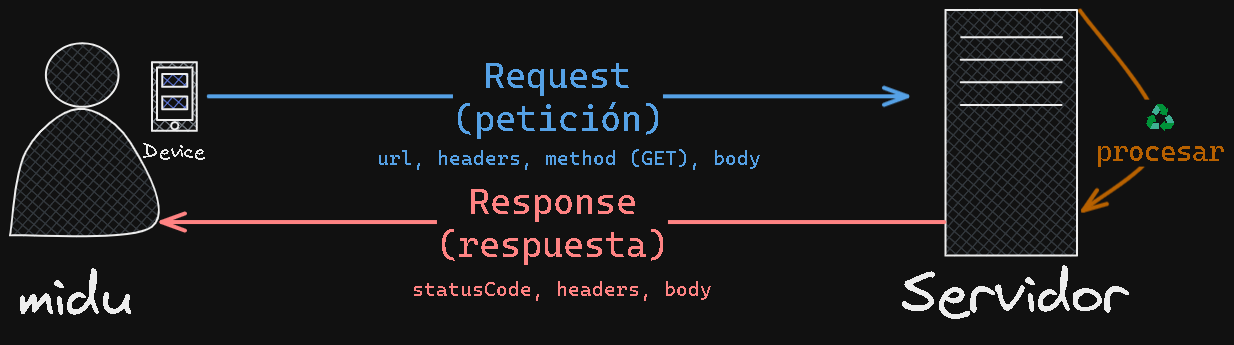 Request
(petición)
url, headers, method (GET), body
Device
procesar
Response
(respuesta)
statusCode, headers, body
midu
Servidor